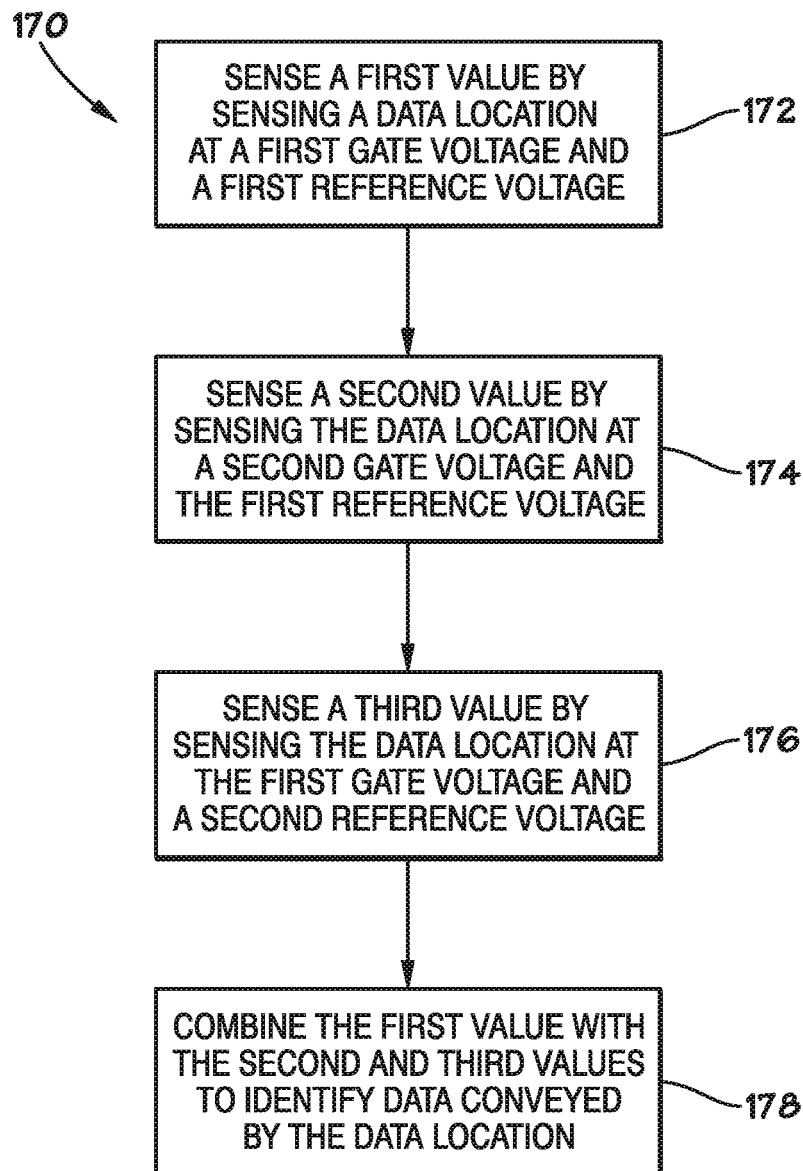 170
SENSE A FIRST VALUE BY
SENSING A DATA LOCATION
AT A FIRST GATE VOLTAGE AND
A FIRST REFERENCE VOLTAGE
172
SENSE A SECOND VALUE BY
SENSING THE DATA LOCATION AT
A SECOND GATE VOLTAGE AND
THE FIRST REFERENCE VOLTAGE
174
SENSE A THIRD VALUE BY
SENSING THE DATA LOCATION AT
THE FIRST GATE VOLTAGE AND
A SECOND REFERENCE VOLTAGE
176
COMBINE THE FIRST VALUE WITH
THE SECOND AND THIRD VALUES
TO IDENTIFY DATA CONVEYED
BY THE DATA LOCATION
178